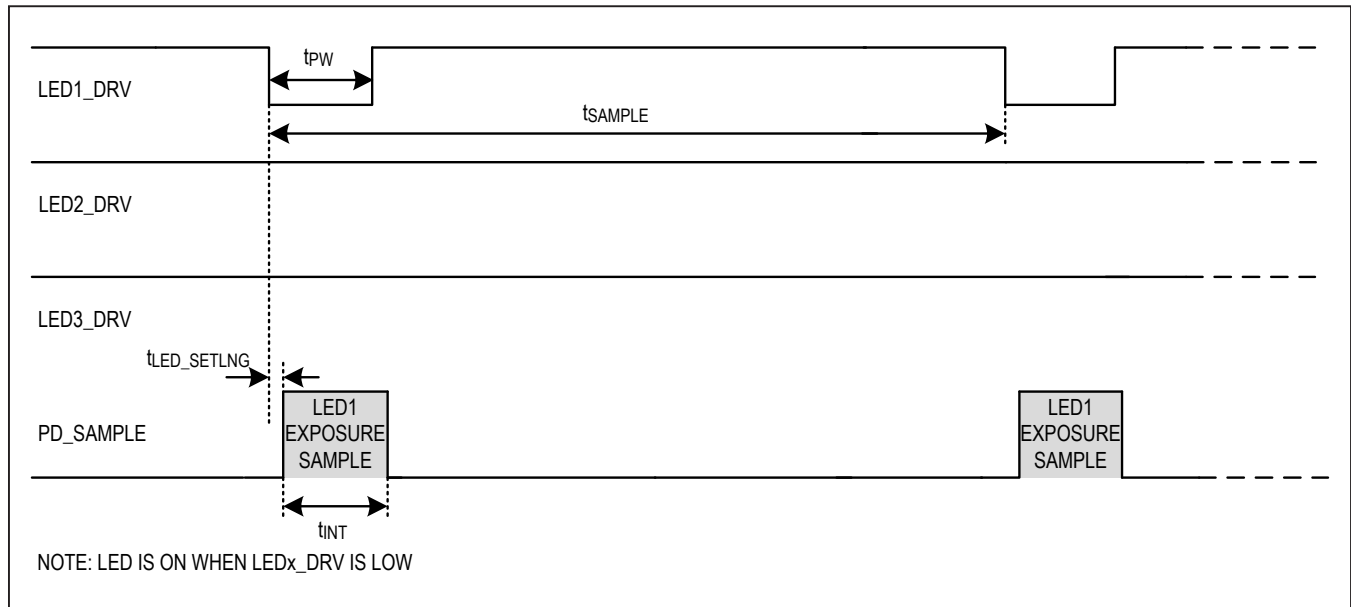 tPW
LED1_DRV
tSAMPLE
LED2_DRV
LED3_DRV
tLED_SETLNG
LED1
EXPOSURE
SAMPLE
LED1
EXPOSURE
SAMPLE
PD_SAMPLE
tINT
NOTE: LED IS ON WHEN LEDx_DRV IS LOW